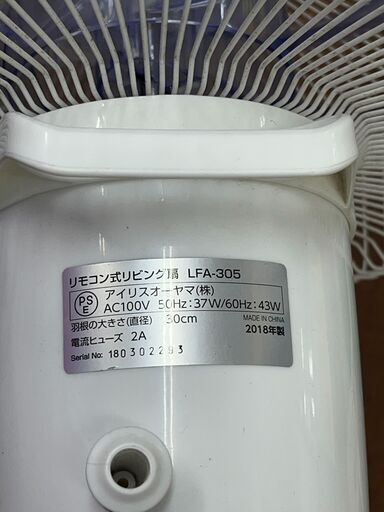 リモコン式リビング扇 LFA-305
PS
E
アイリスオーヤマ(株)
AC100V 50Hz:37W/60Hz:43W
羽根の大きさ(直径) 30cm
MADE IN CHINA
電流ヒューズ 2A
2018年製
Serial No: 180302293